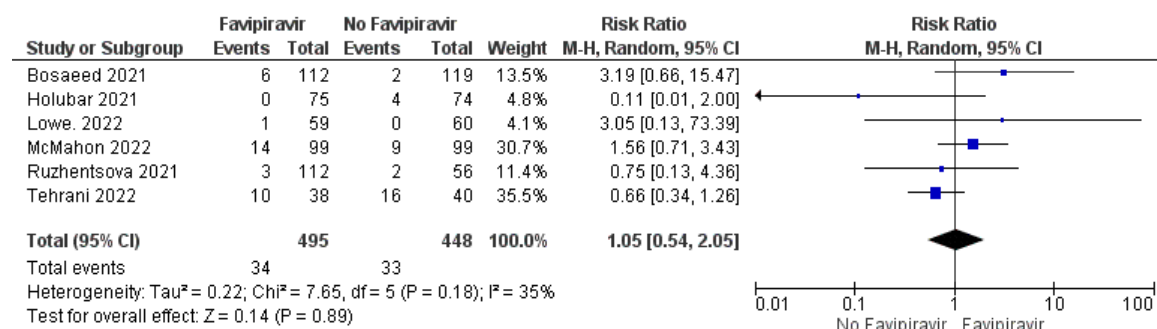 Favipiravir No Favipiravir Risk Ratio Risk Ratio
Study or Subgroup Events Total Events Total Weight M-H, Random, 95% CI M-H, Random, 95% CI
Bosaeed 2021 6 112 2 119 13.5% 3.19 [0.66, 15.47]
Holubar 2021 0 75 4 74 4.8% 0.11 [0.01, 2.00]
Lowe. 2022 1 59 0 60 4.1% 3.05 [0.13, 73.39]
McMahon 2022 14 99 9 99 30.7% 1.56 [0.71, 3.43]
Ruzhentsova 2021 3 112 2 56 11.4% 0.75 [0.13, 4.36]
Tehrani 2022 10 38 16 40 35.5% 0.66 [0.34, 1.26]
Total (95% CI) 495 448 100.0% 1.05 [0.54, 2.05]
Total events 34 33
Heterogeneity: Tau² = 0.22; Chi² = 7.65, df = 5 (P = 0.18); I² = 35%
Test for overall effect: Z = 0.14 (P = 0.89)
0.01 0.1 1 10 100
No Favipiravir Favipiravir